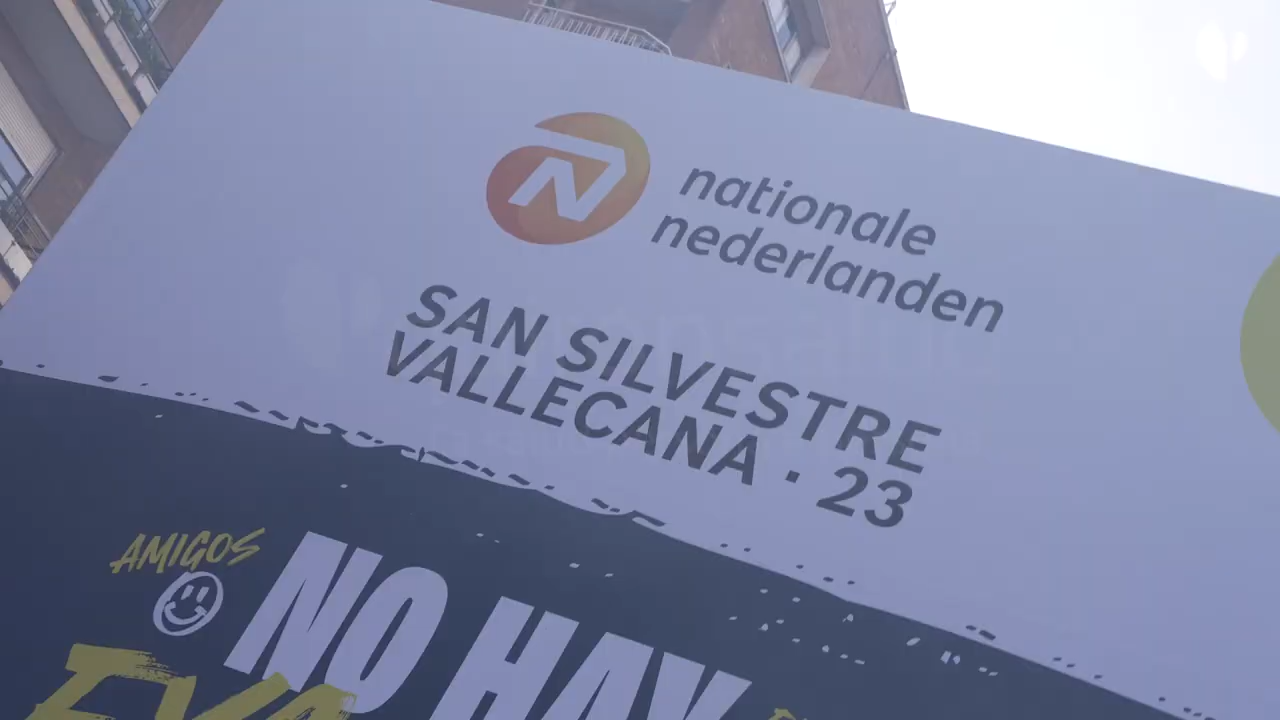 nationale
nederlanden
SAN SILVESTRE
VALLECANA · 23
AMIGOS
NO HAY